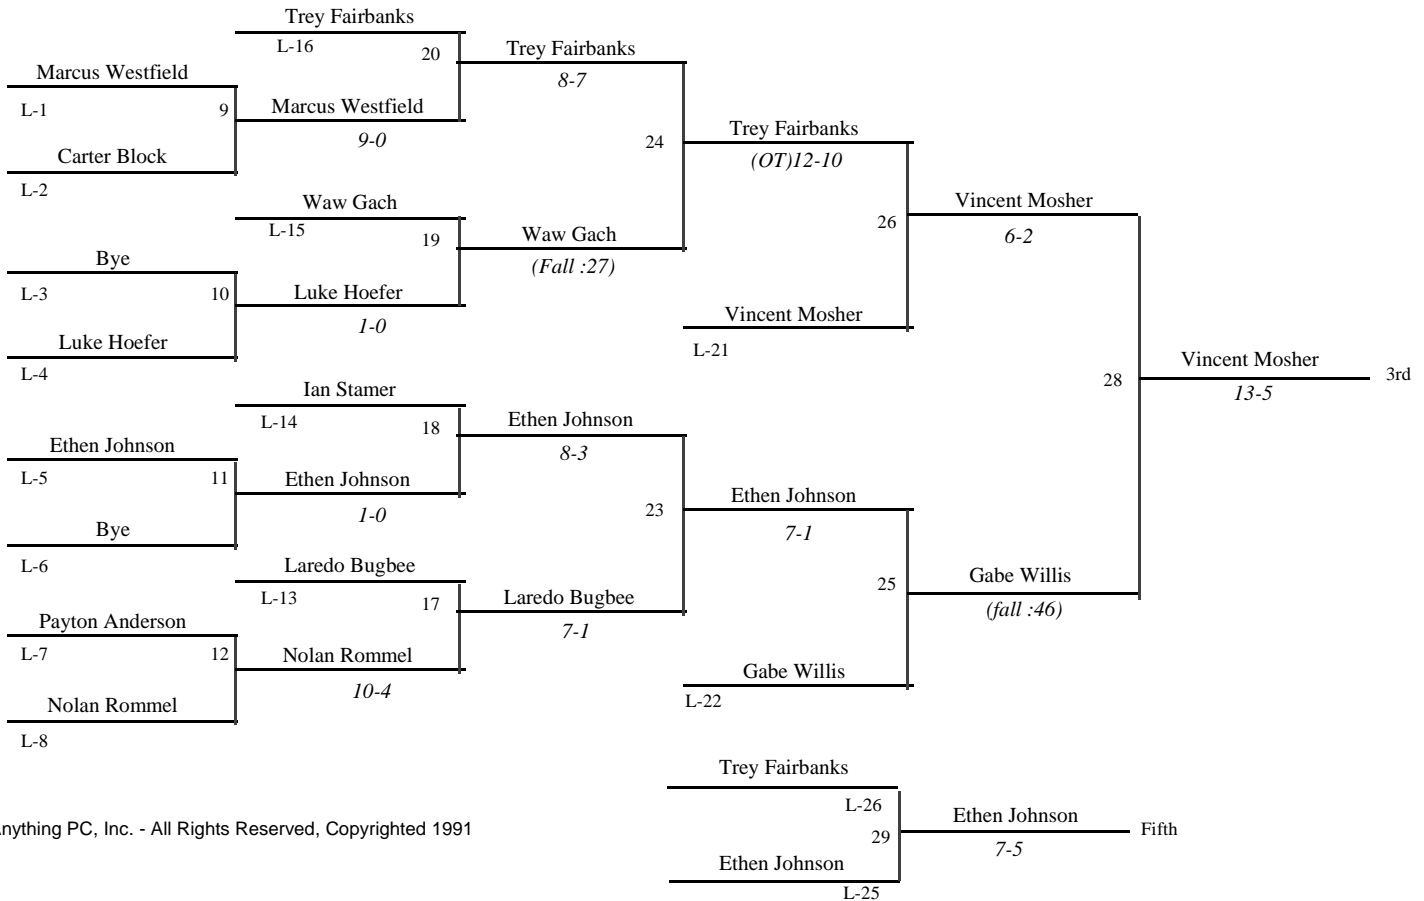 Trey Fairbanks
L-16
20
Trey Fairbanks
8-7
Marcus Westfield
L-1
9
Marcus Westfield
9-0
Carter Block
L-2
24
Trey Fairbanks
(OT)12-10
Waw Gach
L-15
19
Waw Gach
(Fall :27)
Bye
L-3
10
Luke Hoefer
1-0
Luke Hoefer
L-4
26
Vincent Mosher
6-2
Vincent Mosher
L-21
28
Vincent Mosher
13-5
3rd
Ian Stamer
L-14
18
Ethen Johnson
8-3
Ethen Johnson
L-5
11
Ethen Johnson
1-0
Bye
L-6
23
Ethen Johnson
7-1
Laredo Bugbee
L-13
17
Laredo Bugbee
7-1
Payton Anderson
L-7
12
Nolan Rommel
10-4
Nolan Rommel
L-8
25
Gabe Willis
(fall :46)
Gabe Willis
L-22
Trey Fairbanks
L-26
29
Ethen Johnson
7-5
Fifth
Ethen Johnson
L-25
nything PC, Inc. - All Rights Reserved, Copyrighted 1991